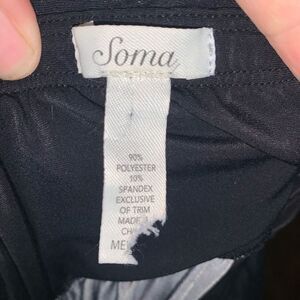 Soma
90%
POLYESTER
10%
SPANDEX
EXCLUSIVE
OF TRIM
MADE